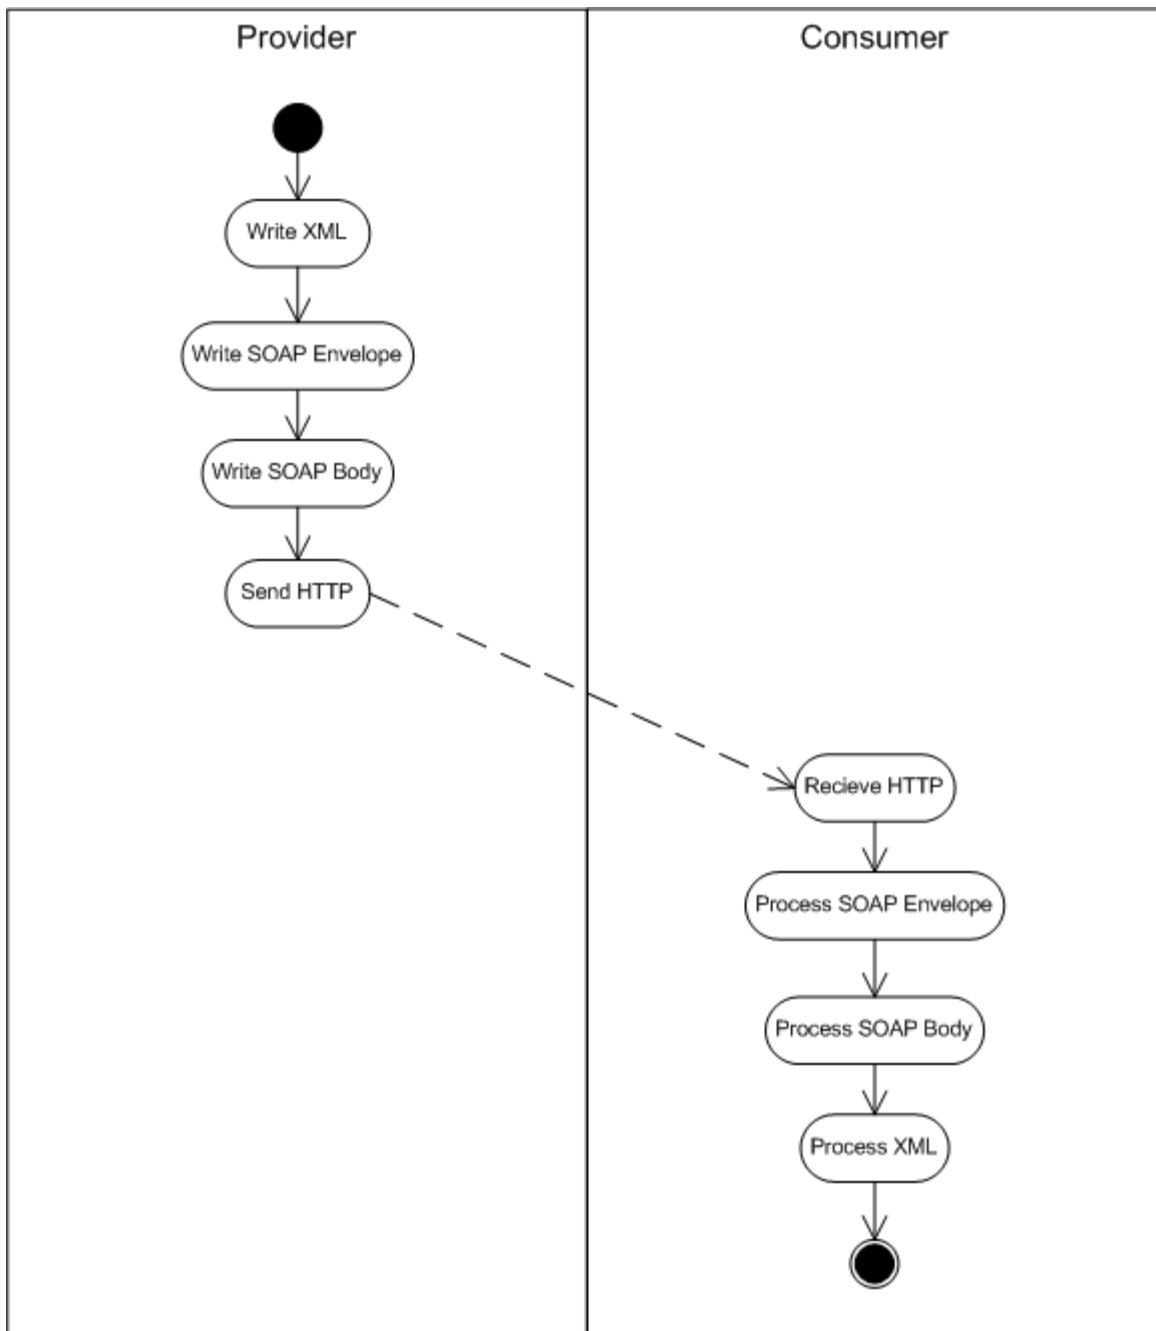 Provider
Consumer
Write XML
Write SOAP Envelope
Write SOAP Body
Send HTTP
Recieve HTTP
Process SOAP Envelope
Process SOAP Body
Process XML